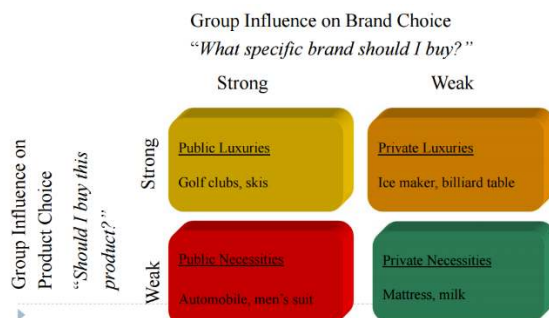 Group Influence on Brand Choice
“What specific brand should I buy?”
Strong
Weak
Group Influence on
Product Choice
“Should I buy this
product?”
Strong
Public Luxuries
Golf clubs, skis
Private Luxuries
Ice maker, billiard table
Weak
Public Necessities
Automobile, men’s suit
Private Necessities
Mattress, milk